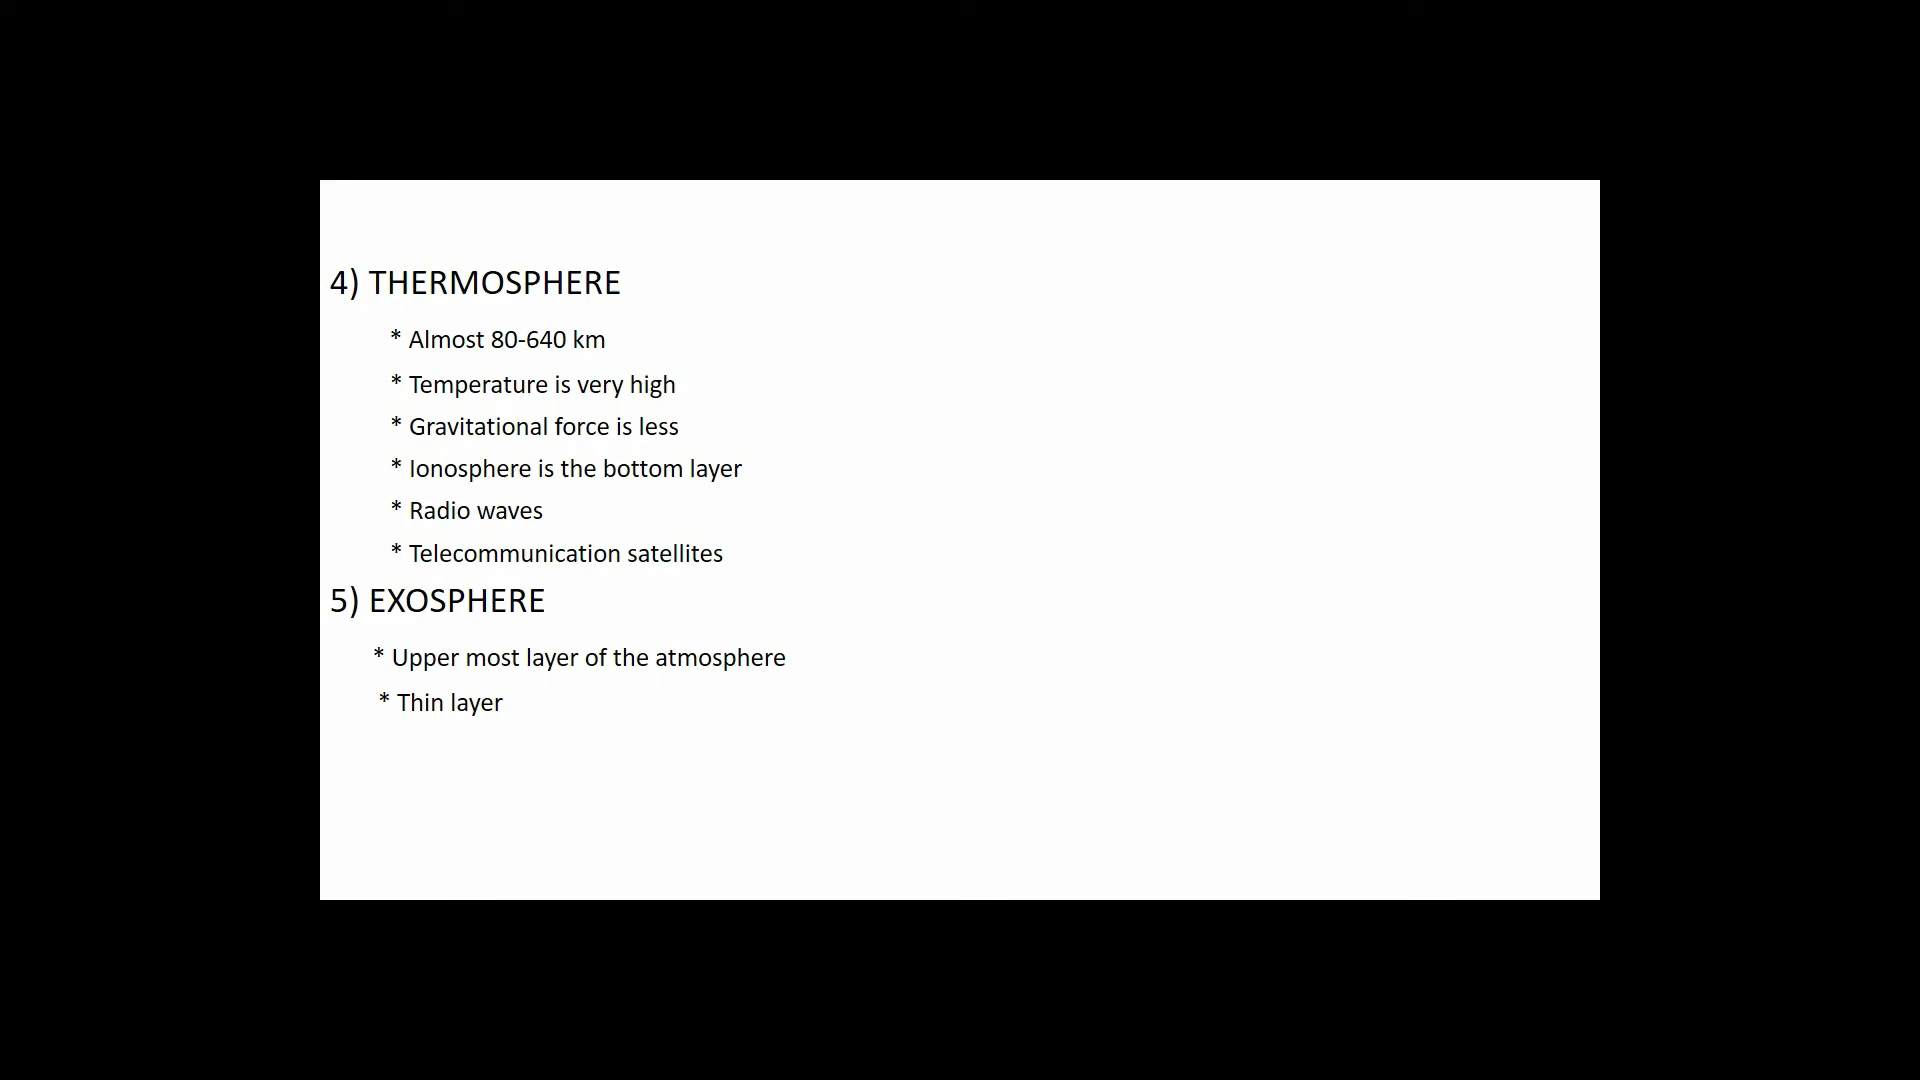 4) THERMOSPHERE
* Almost 80-640 km
* Temperature is very high
* Gravitational force is less
* Ionosphere is the bottom layer
* Radio waves
* Telecommunication satellites
5) EXOSPHERE
* Upper most layer of the atmosphere
* Thin layer